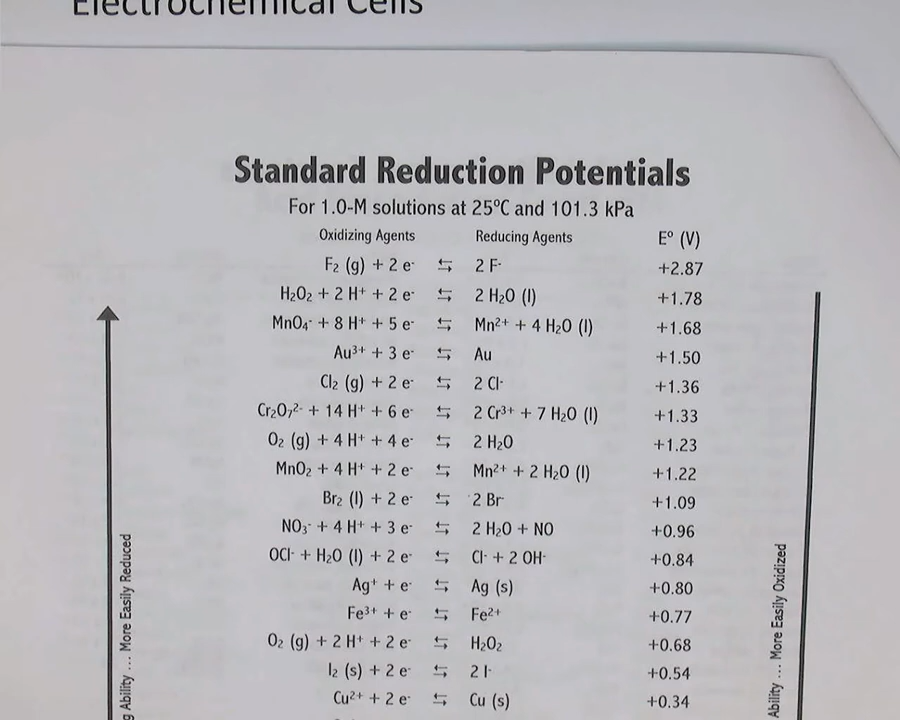 Electrochemical Cells
Standard Reduction Potentials
For 1.0-M solutions at 25ºC and 101.3 kPa
Oxidizing Agents Reducing Agents Eº (V)
F₂ (g) + 2 e⁻ ⇆ 2 F⁻ +2.87
H₂O₂ + 2 H⁺ + 2 e⁻ ⇆ 2 H₂O (l) +1.78
MnO₄⁻ + 8 H⁺ + 5 e⁻ ⇆ Mn²⁺ + 4 H₂O (l) +1.68
Au³⁺ + 3 e⁻ ⇆ Au +1.50
Cl₂ (g) + 2 e⁻ ⇆ 2 Cl⁻ +1.36
Cr₂O₇²⁻ + 14 H⁺ + 6 e⁻ ⇆ 2 Cr³⁺ + 7 H₂O (l) +1.33
O₂ (g) + 4 H⁺ + 4 e⁻ ⇆ 2 H₂O +1.23
MnO₂ + 4 H⁺ + 2 e⁻ ⇆ Mn²⁺ + 2 H₂O (l) +1.22
Br₂ (l) + 2 e⁻ ⇆ 2 Br⁻ +1.09
NO₃⁻ + 4 H⁺ + 3 e⁻ ⇆ 2 H₂O + NO +0.96
OCl⁻ + H₂O (l) + 2 e⁻ ⇆ Cl⁻ + 2 OH⁻ +0.84
Ag⁺ + e⁻ ⇆ Ag (s) +0.80
Fe³⁺ + e⁻ ⇆ Fe²⁺ +0.77
O₂ (g) + 2 H⁺ + 2 e⁻ ⇆ H₂O₂ +0.68
I₂ (s) + 2 e⁻ ⇆ 2 I⁻ +0.54
Cu²⁺ + 2 e⁻ ⇆ Cu (s) +0.34
Ability ... More Easily Reduced
Ability ... More Easily Oxidized